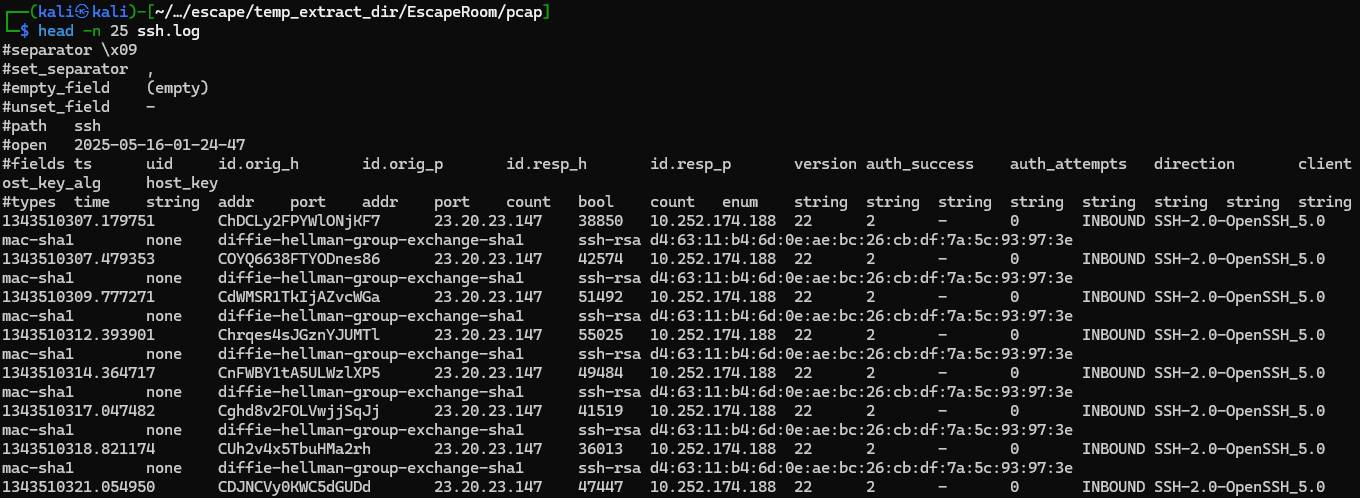 ┌──(kali㉿kali)-[~/…/escape/temp_extract_dir/EscapeRoom/pcap]
└─$ head -n 25 ssh.log
#separator \x09
#set_separator	,
#empty_field	(empty)
#unset_field	-
#path	ssh
#open	2025-05-16-01-24-47
#fields	ts	uid	id.orig_h	id.orig_p	id.resp_h	id.resp_p	version	auth_success	auth_attempts	direction	client
ost_key_alg	host_key
#types	time	string	addr	port	addr	port	count	bool	count	enum	string	string	string	string	string	string	string	string
1343510307.179751	ChDCLy2FPYWlONjKF7	23.20.23.147	38850	10.252.174.188	22	2	-	0	INBOUND	SSH-2.0-OpenSSH_5.0
mac-sha1	none	diffie-hellman-group-exchange-sha1	ssh-rsa	d4:63:11:b4:6d:0e:ae:bc:26:cb:df:7a:5c:93:97:3e
1343510307.479353	COYQ6638FTYODnes86	23.20.23.147	42574	10.252.174.188	22	2	-	0	INBOUND	SSH-2.0-OpenSSH_5.0
mac-sha1	none	diffie-hellman-group-exchange-sha1	ssh-rsa	d4:63:11:b4:6d:0e:ae:bc:26:cb:df:7a:5c:93:97:3e
1343510309.777271	CdWMSR1TkIjAZvcWGa	23.20.23.147	51492	10.252.174.188	22	2	-	0	INBOUND	SSH-2.0-OpenSSH_5.0
mac-sha1	none	diffie-hellman-group-exchange-sha1	ssh-rsa	d4:63:11:b4:6d:0e:ae:bc:26:cb:df:7a:5c:93:97:3e
1343510312.393901	Chrqes4sJGznYJUMTl	23.20.23.147	55025	10.252.174.188	22	2	-	0	INBOUND	SSH-2.0-OpenSSH_5.0
mac-sha1	none	diffie-hellman-group-exchange-sha1	ssh-rsa	d4:63:11:b4:6d:0e:ae:bc:26:cb:df:7a:5c:93:97:3e
1343510314.364717	CnFWBY1tA5ULWzlXP5	23.20.23.147	49484	10.252.174.188	22	2	-	0	INBOUND	SSH-2.0-OpenSSH_5.0
mac-sha1	none	diffie-hellman-group-exchange-sha1	ssh-rsa	d4:63:11:b4:6d:0e:ae:bc:26:cb:df:7a:5c:93:97:3e
1343510317.047482	Cghd8v2FOLVwjjSqJj	23.20.23.147	41519	10.252.174.188	22	2	-	0	INBOUND	SSH-2.0-OpenSSH_5.0
mac-sha1	none	diffie-hellman-group-exchange-sha1	ssh-rsa	d4:63:11:b4:6d:0e:ae:bc:26:cb:df:7a:5c:93:97:3e
1343510318.821174	CUh2v4x5TbuHMa2rh	23.20.23.147	36013	10.252.174.188	22	2	-	0	INBOUND	SSH-2.0-OpenSSH_5.0
mac-sha1	none	diffie-hellman-group-exchange-sha1	ssh-rsa	d4:63:11:b4:6d:0e:ae:bc:26:cb:df:7a:5c:93:97:3e
1343510321.054950	CDJNCVy0KWC5dGUDd	23.20.23.147	47447	10.252.174.188	22	2	-	0	INBOUND	SSH-2.0-OpenSSH_5.0